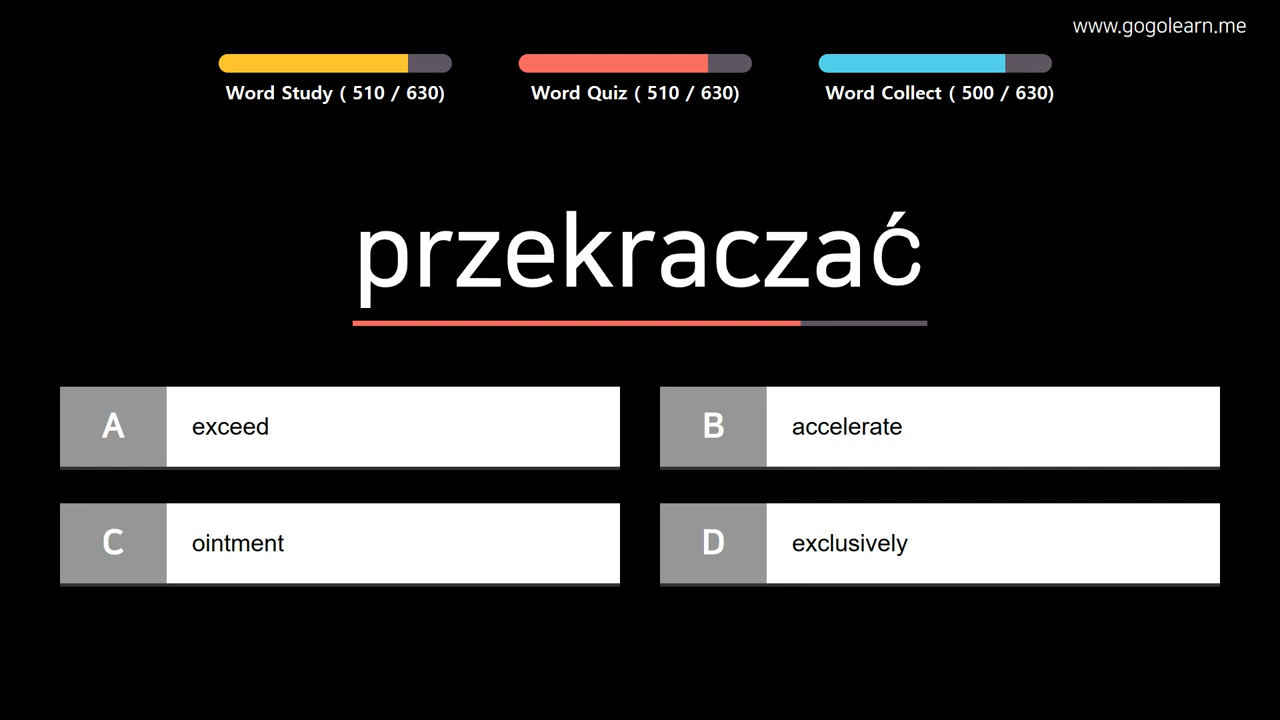 www.gogolearn.me
Word Study ( 510 / 630)
Word Quiz ( 510 / 630)
Word Collect ( 500 / 630)
przekraczać
A
exceed
B
accelerate
C
ointment
D
exclusively